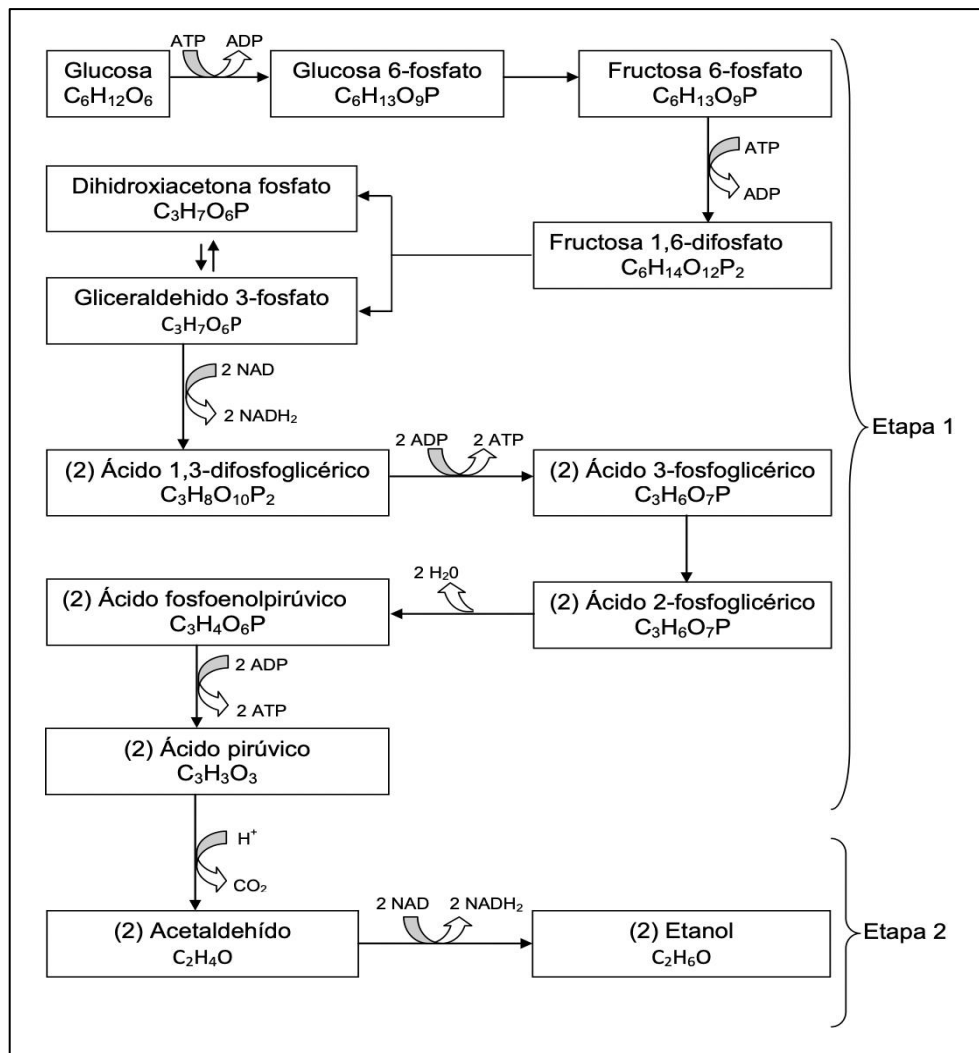 ATP ADP
Glucosa
C₆H₁₂O₆
Glucosa 6-fosfato
C₆H₁₃O₉P
Fructosa 6-fosfato
C₆H₁₃O₉P
ATP
ADP
Fructosa 1,6-difosfato
C₆H₁₄O₁₂P₂
Dihidroxiacetona fosfato
C₃H₇O₆P
Gliceraldehido 3-fosfato
C₃H₇O₆P
2 NAD
2 NADH₂
Etapa 1
(2) Ácido 1,3-difosfoglicérico
C₃H₈O₁₀P₂
2 ADP 2 ATP
(2) Ácido 3-fosfoglicérico
C₃H₆O₇P
(2) Ácido 2-fosfoglicérico
C₃H₆O₇P
2 H₂0
(2) Ácido fosfoenolpirúvico
C₃H₄O₆P
2 ADP
2 ATP
(2) Ácido pirúvico
C₃H₃O₃
H⁺
CO₂
(2) Acetaldehído
C₂H₄O
2 NAD 2 NADH₂
(2) Etanol
C₂H₆O
Etapa 2